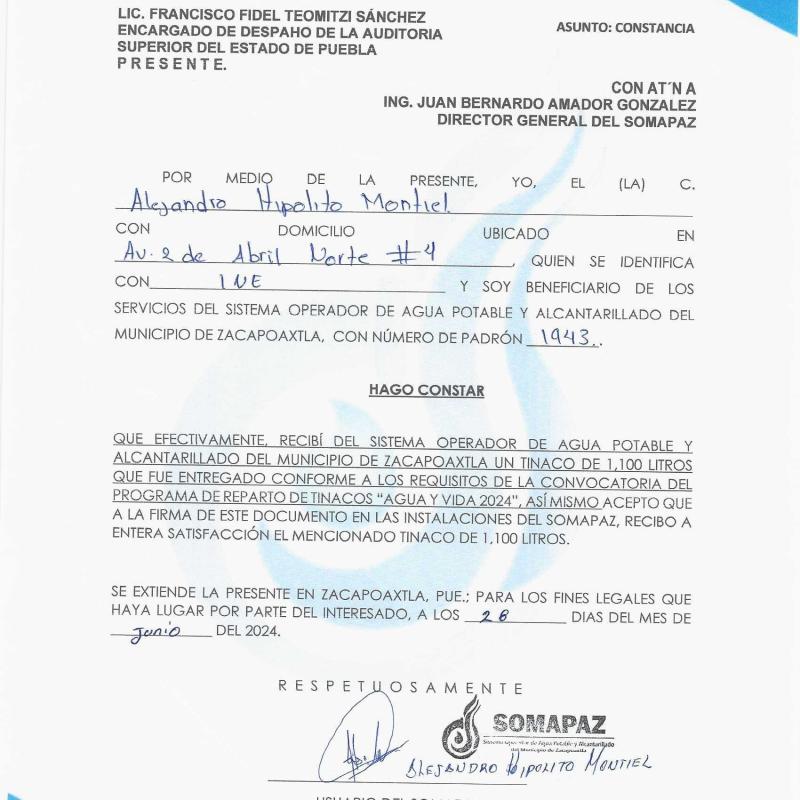 LIC. FRANCISCO FIDEL TEOMITZI SÁNCHEZ
ENCARGADO DE DESPAHO DE LA AUDITORIA
SUPERIOR DEL ESTADO DE PUEBLA
P R E S E N T E.
ASUNTO: CONSTANCIA
CON AT´N A
ING. JUAN BERNARDO AMADOR GONZALEZ
DIRECTOR GENERAL DEL SOMAPAZ
POR MEDIO DE LA PRESENTE, YO, EL (LA) C.
Alejandro Hipolito Montiel
CON DOMICILIO UBICADO EN
Av. 2 de Abril Norte #4, QUIEN SE IDENTIFICA
CON INE Y SOY BENEFICIARIO DE LOS
SERVICIOS DEL SISTEMA OPERADOR DE AGUA POTABLE Y ALCANTARILLADO DEL
MUNICIPIO DE ZACAPOAXTLA, CON NÚMERO DE PADRÓN 1943..
HAGO CONSTAR
QUE EFECTIVAMENTE, RECIBÍ DEL SISTEMA OPERADOR DE AGUA POTABLE Y
ALCANTARILLADO DEL MUNICIPIO DE ZACAPOAXTLA UN TINACO DE 1,100 LITROS
QUE FUE ENTREGADO CONFORME A LOS REQUISITOS DE LA CONVOCATORIA DEL
PROGRAMA DE REPARTO DE TINACOS "AGUA Y VIDA 2024", ASÍ MISMO ACEPTO QUE
A LA FIRMA DE ESTE DOCUMENTO EN LAS INSTALACIONES DEL SOMAPAZ, RECIBO A
ENTERA SATISFACCIÓN EL MENCIONADO TINACO DE 1,100 LITROS.
SE EXTIENDE LA PRESENTE EN ZACAPOAXTLA, PUE.; PARA LOS FINES LEGALES QUE
HAYA LUGAR POR PARTE DEL INTERESADO, A LOS 28 DIAS DEL MES DE
junio DEL 2024.
R E S P E T U O S A M E N T E
SOMAPAZ
Sistema Operador de Agua Potable y Alcantarillado
del Municipio de Zacapoaxtla
ALEJANDRO HIPOLITO MONTIEL